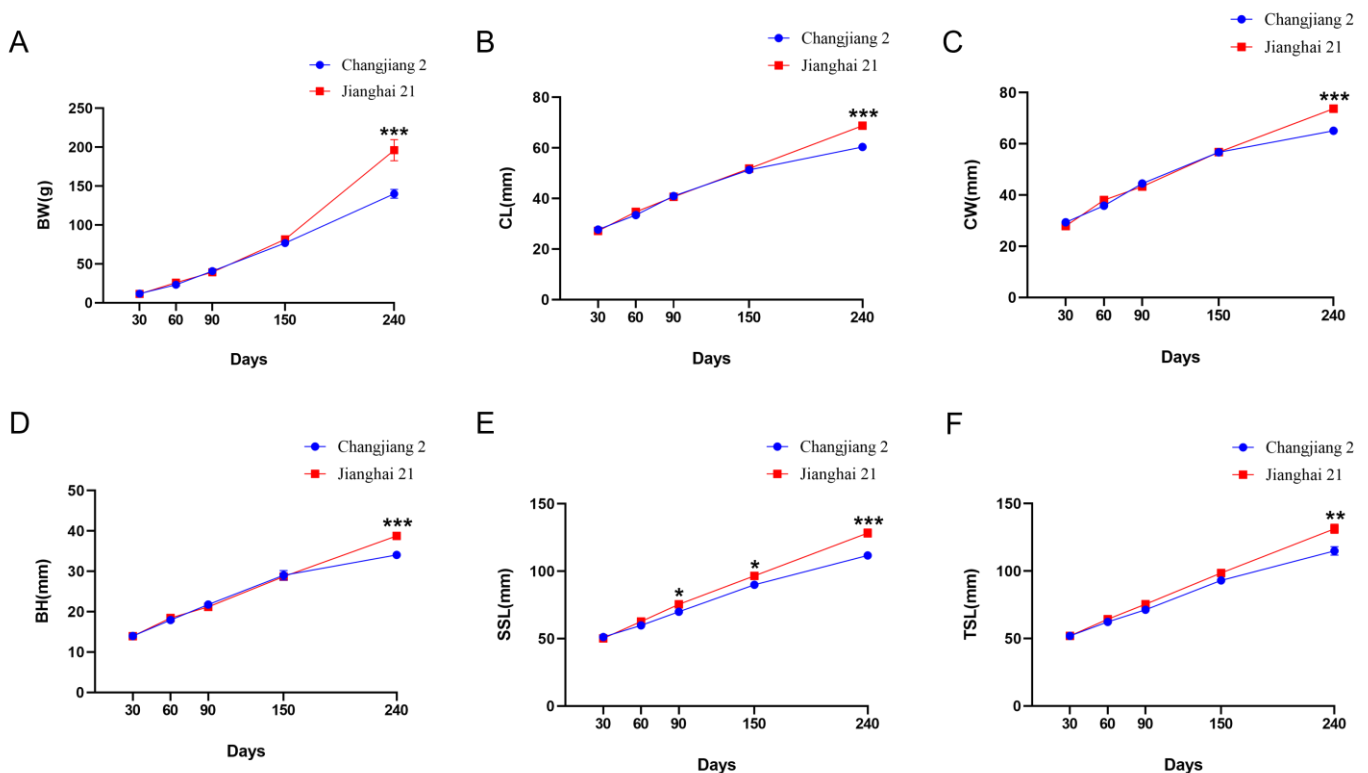 A
Changjiang 2
Jianghai 21
250
200
150
100
50
0
BW(g)
***
30 60 90 150 240
Days
B
Changjiang 2
Jianghai 21
80
60
40
20
0
CL(mm)
***
30 60 90 150 240
Days
C
Changjiang 2
Jianghai 21
80
60
40
20
0
CW(mm)
***
30 60 90 150 240
Days
D
Changjiang 2
Jianghai 21
50
40
30
20
10
0
BH(mm)
***
30 60 90 150 240
Days
E
Changjiang 2
Jianghai 21
150
100
50
0
SSL(mm)
*
*
***
30 60 90 150 240
Days
F
Changjiang 2
Jianghai 21
150
100
50
0
TSL(mm)
**
30 60 90 150 240
Days